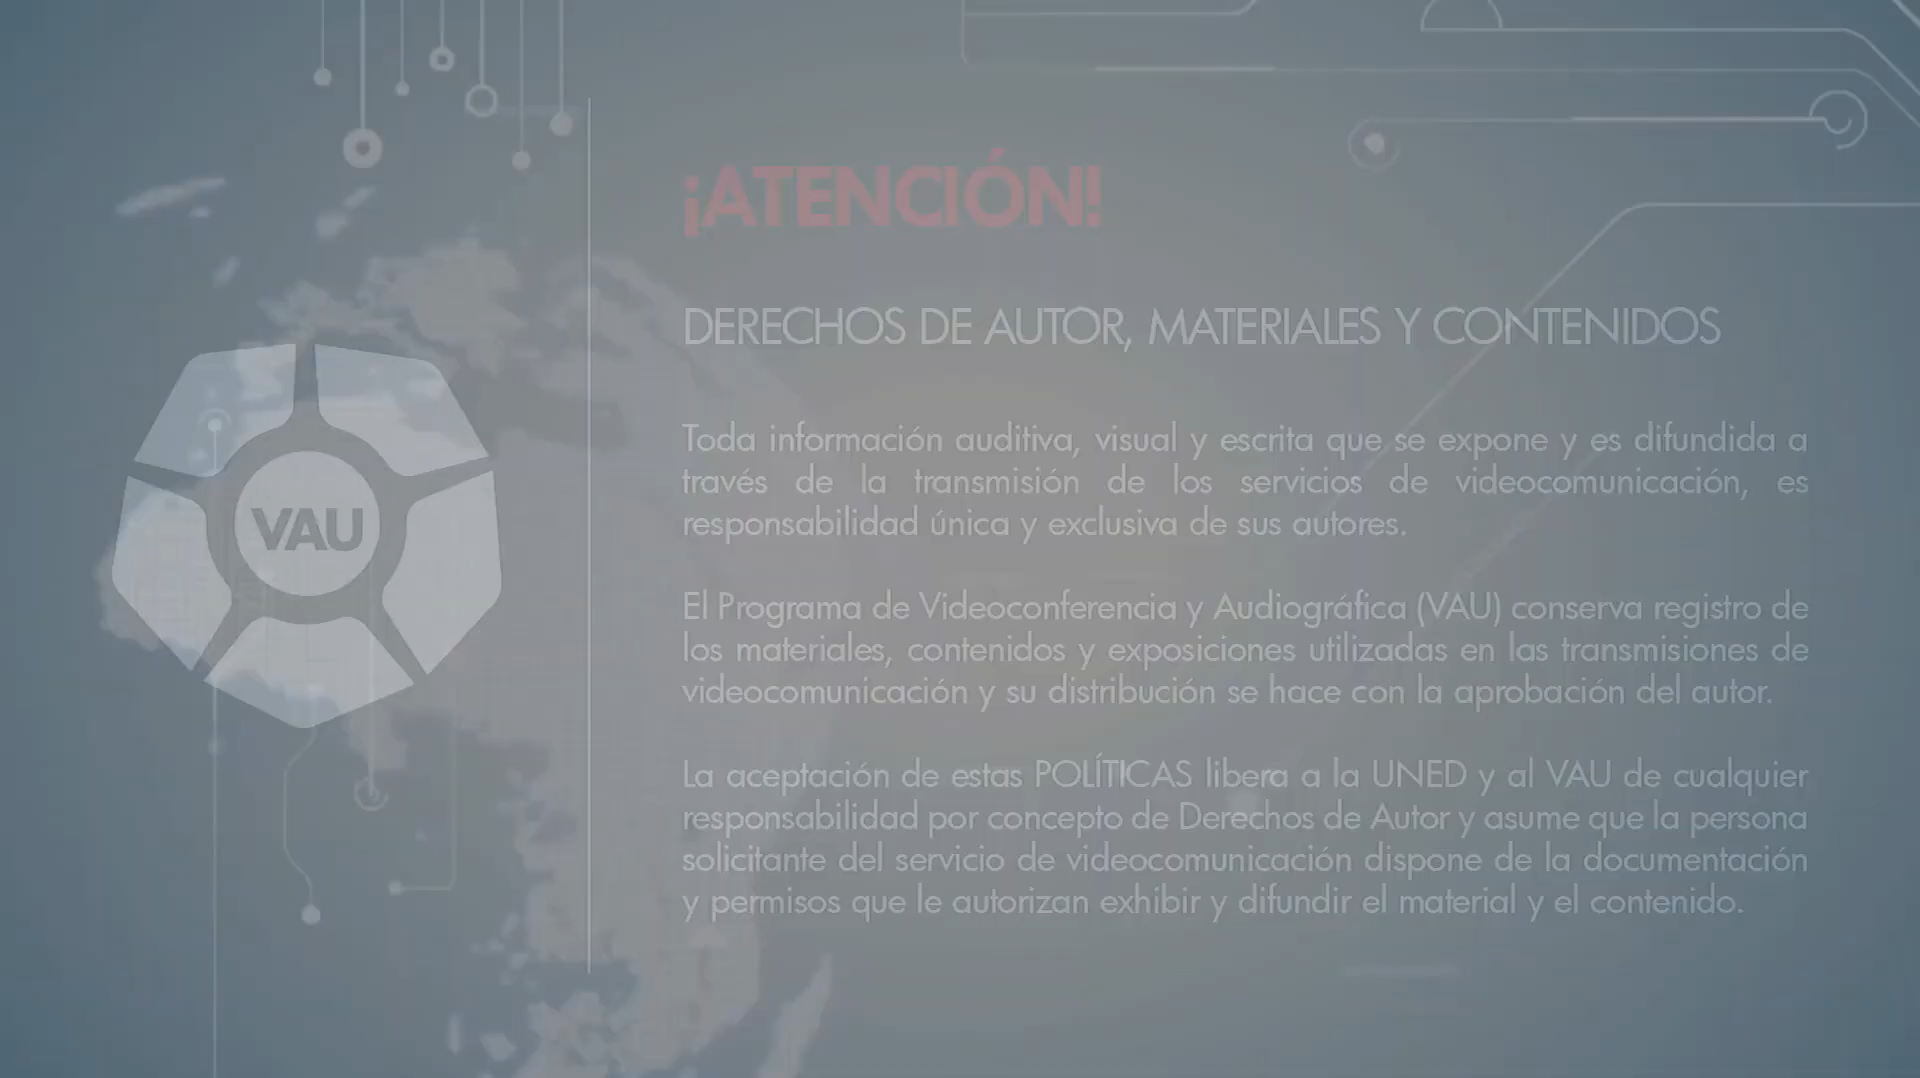 ¡ATENCIÓN!
DERECHOS DE AUTOR, MATERIALES Y CONTENIDOS
VAU
Toda información auditiva, visual y escrita que se expone y es difundida a
través de la transmisión de los servicios de videocomunicación, es
responsabilidad única y exclusiva de sus autores.
El Programa de Videoconferencia y Audiográfica (VAU) conserva registro de
los materiales, contenidos y exposiciones utilizadas en las transmisiones de
videocomunicación y su distribución se hace con la aprobación del autor.
La aceptación de estas POLÍTICAS libera a la UNED y al VAU de cualquier
responsabilidad por concepto de Derechos de Autor y asume que la persona
solicitante del servicio de videocomunicación dispone de la documentación
y permisos que le autorizan exhibir y difundir el material y el contenido.